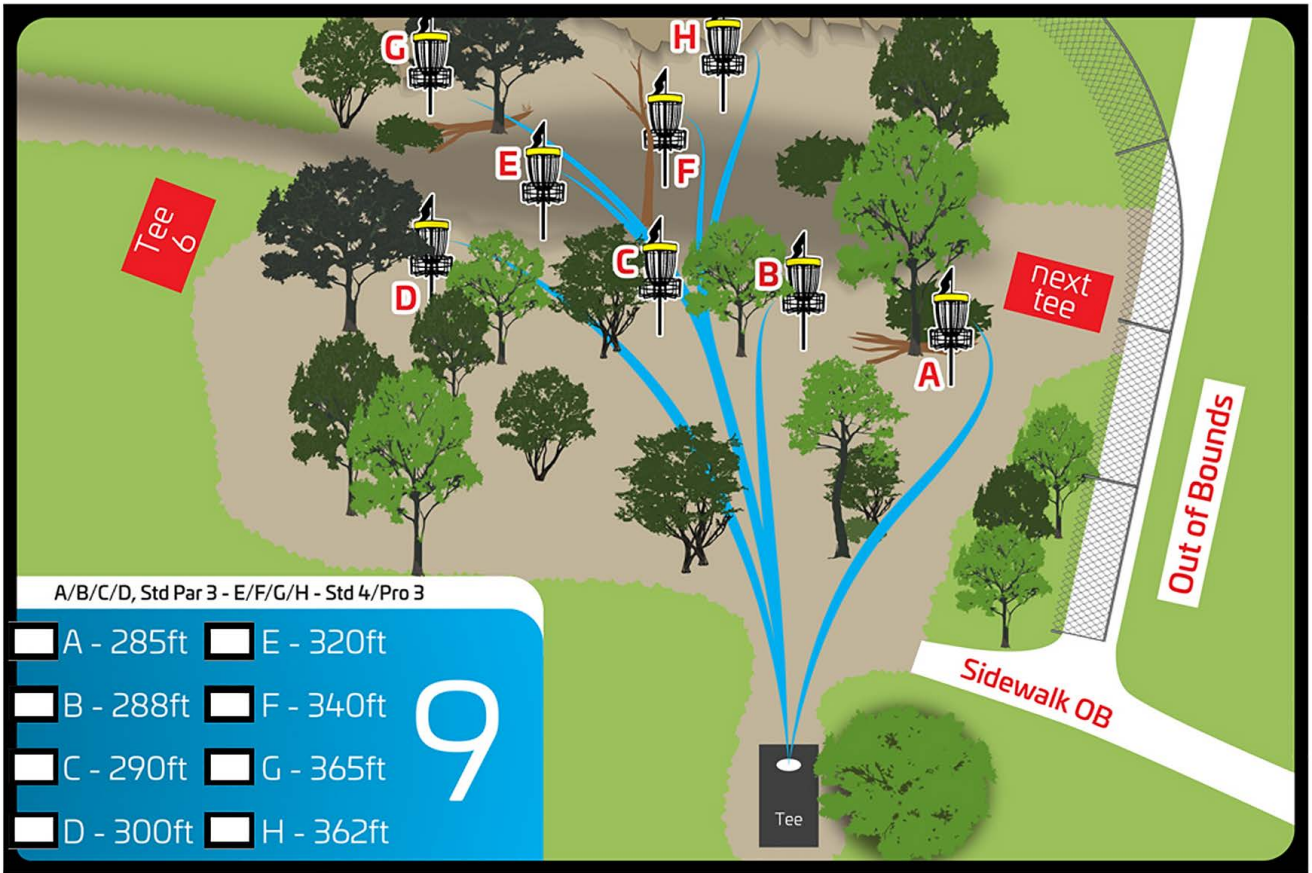 G
H
E
F
C
D
B
A
Tee
6
next
tee
Out of Bounds
Sidewalk OB
Tee
A/B/C/D, Std Par 3 - E/F/G/H - Std 4/Pro 3
A - 285ft E - 320ft
B - 288ft F - 340ft
C - 290ft G - 365ft
D - 300ft H - 362ft
9